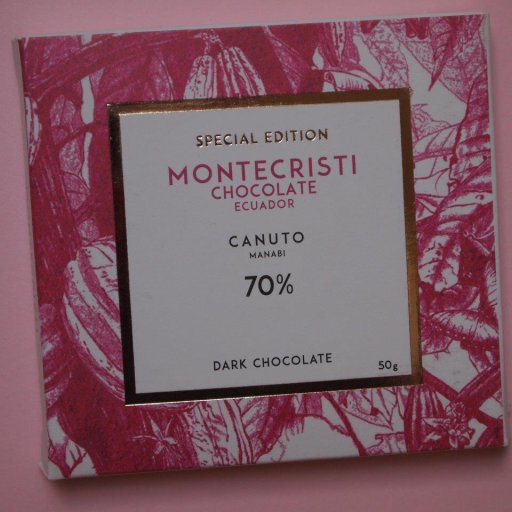 SPECIAL EDITION
MONTECRISTI
CHOCOLATE
ECUADOR
CANUTO
MANABI
70%
DARK CHOCOLATE
50g